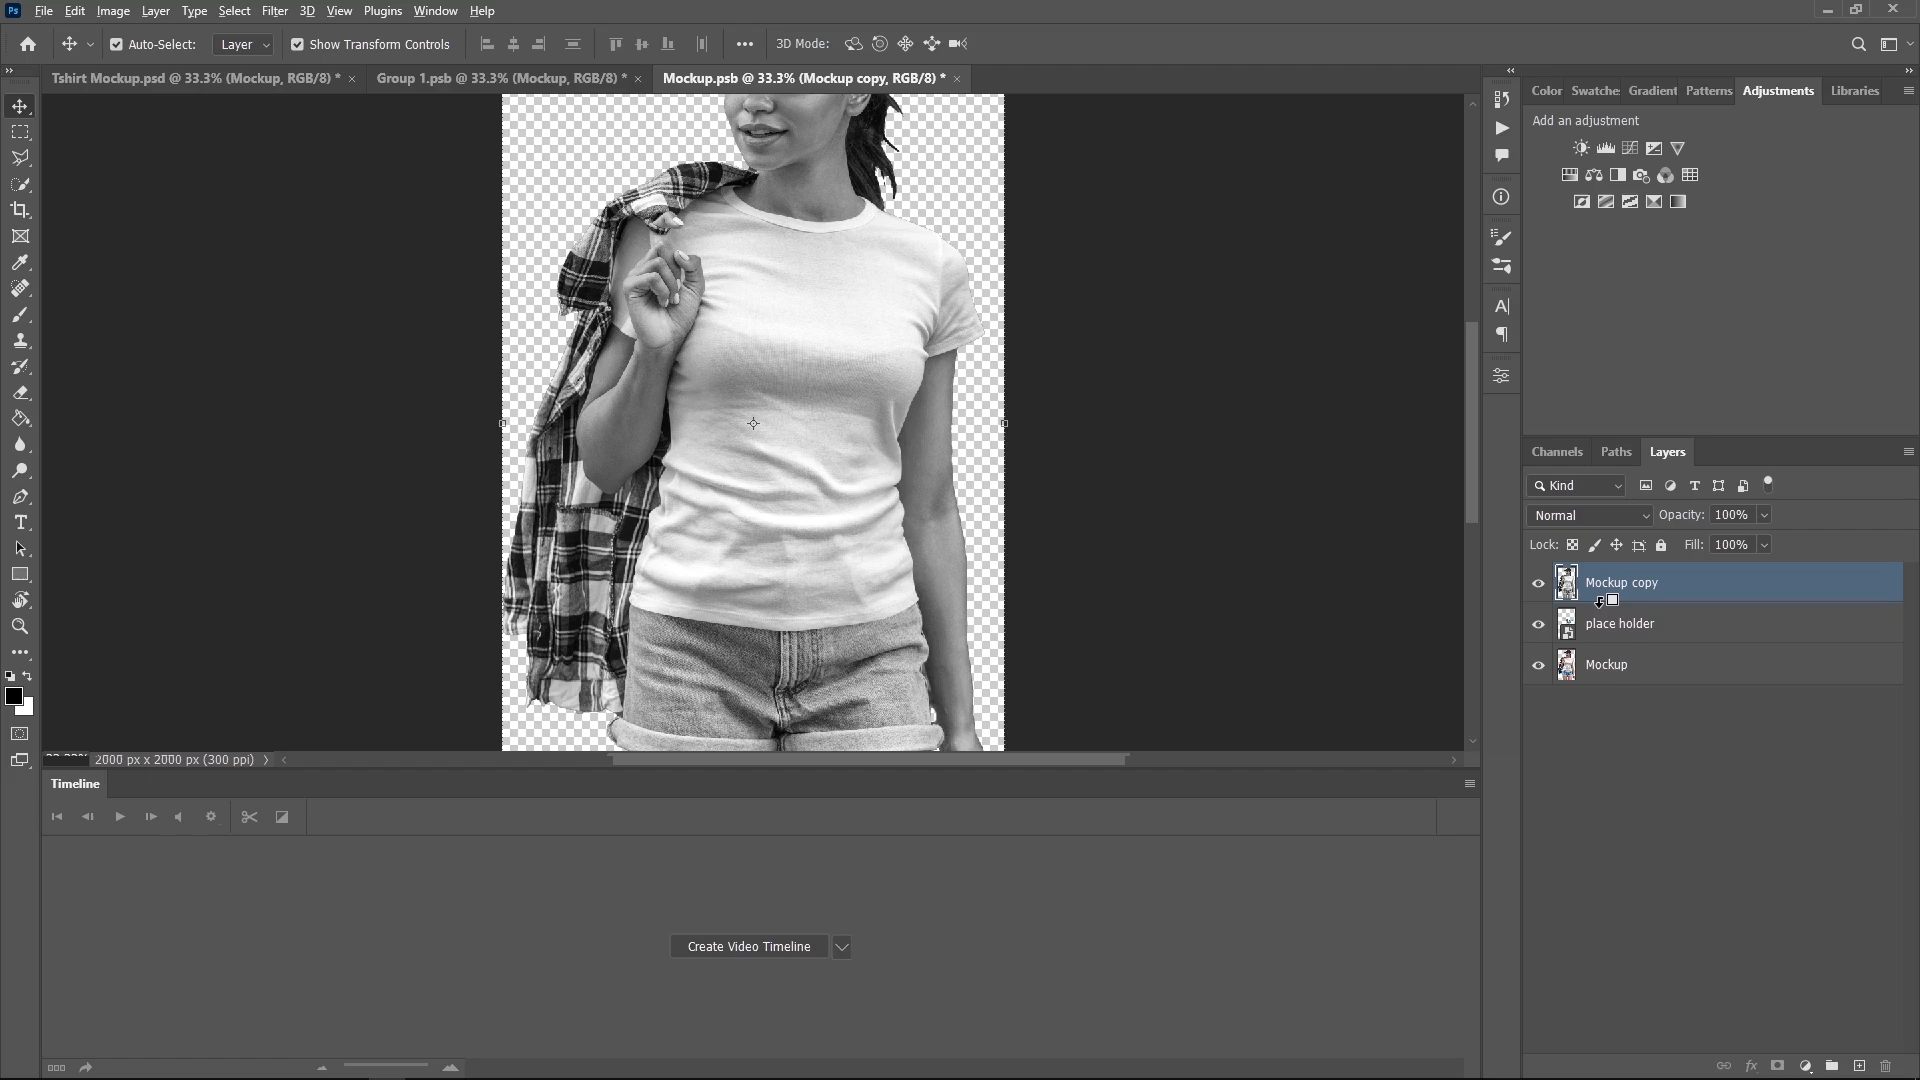 Ps File Edit Image Layer Type Select Filter 3D View Plugins Window Help
Auto-Select: Layer Show Transform Controls 3D Mode:
Tshirt Mockup.psd @ 33.3% (Mockup, RGB/8) * × Group 1.psb @ 33.3% (Mockup, RGB/8) * × Mockup.psb @ 33.3% (Mockup copy, RGB/8) * ×
Color Swatche Gradient Patterns Adjustments Libraries
Add an adjustment
Channels Paths Layers
Kind
Normal Opacity: 100%
Lock: Fill: 100%
Mockup copy
place holder
Mockup
2000 px x 2000 px (300 ppi)
Timeline
Create Video Timeline